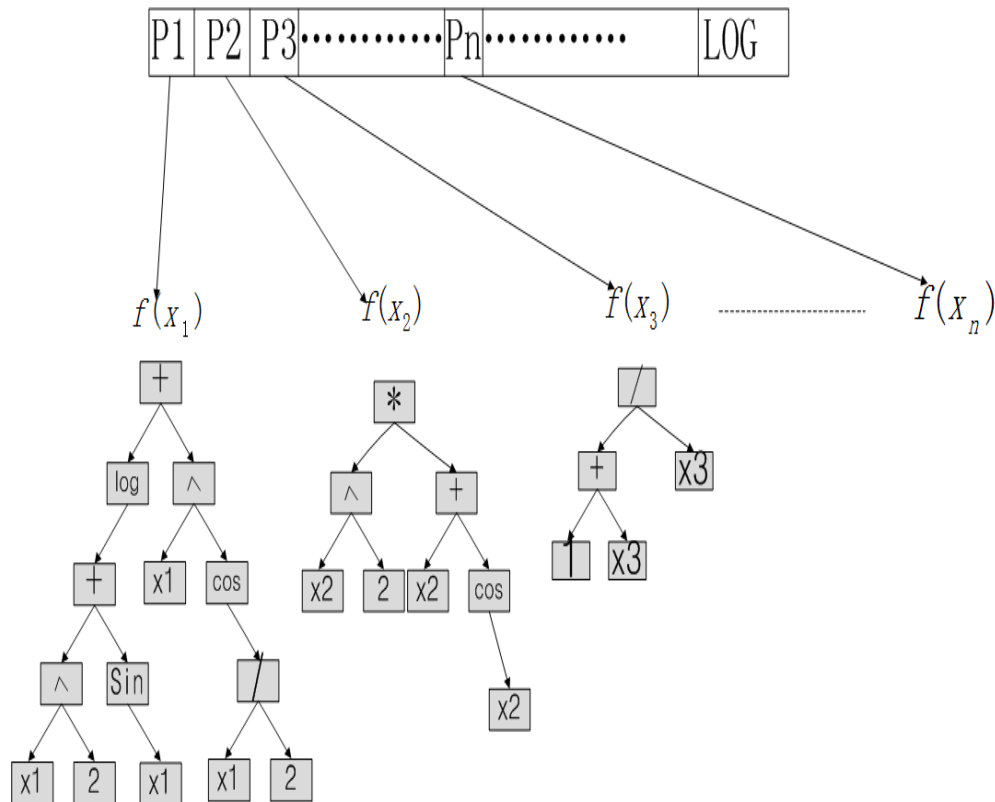 P1 P2 P3 ············ Pn ············ LOG
f(x₁) f(x₂) f(x₃) ---------------- f(xₙ)
+ * /
log ^ ^ + + x3
+ x1 cos x2 2 x2 cos 1 x3
^ Sin / x2
x1 2 x1 x1 2